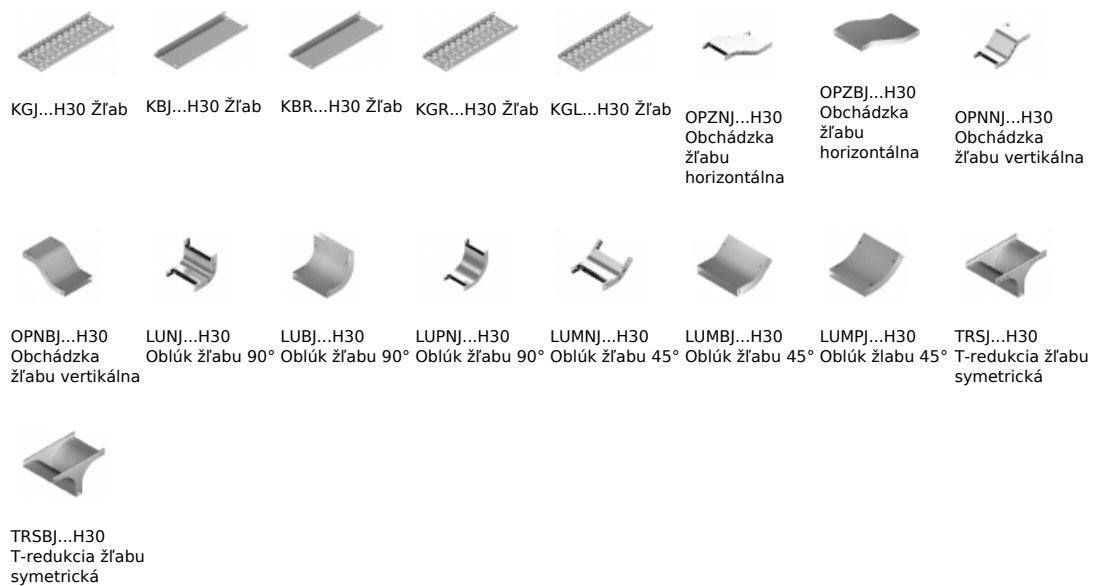 KGJ...H30 Žľab
KBJ...H30 Žľab
KBR...H30 Žľab
KGR...H30 Žľab
KGL...H30 Žľab
OPZNJ...H30
Obchádzka
žľabu
horizontálna
OPZBJ...H30
Obchádzka
žľabu
horizontálna
OPNNJ...H30
Obchádzka
žľabu vertikálna
OPNBJ...H30
Obchádzka
žľabu vertikálna
LUNJ...H30
Oblúk žľabu 90°
LUBJ...H30
Oblúk žľabu 90°
LUPNJ...H30
Oblúk žľabu 90°
LUMNJ...H30
Oblúk žľabu 45°
LUMBJ...H30
Oblúk žľabu 45°
LUMPJ...H30
Oblúk žlabu 45°
TRSJ...H30
T-redukcia žľabu
symetrická
TRSBJ...H30
T-redukcia žľabu
symetrická